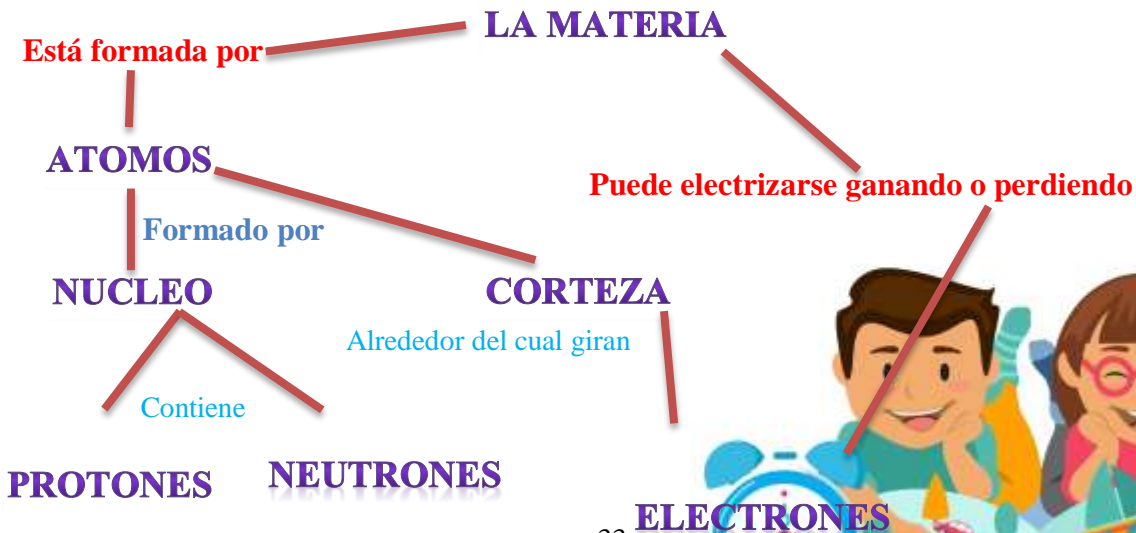 LA MATERIA
Está formada por
ATOMOS
Puede electrizarse ganando o perdiendo
Formado por
NUCLEO
CORTEZA
Alrededor del cual giran
Contiene
PROTONES
NEUTRONES
ELECTRONES